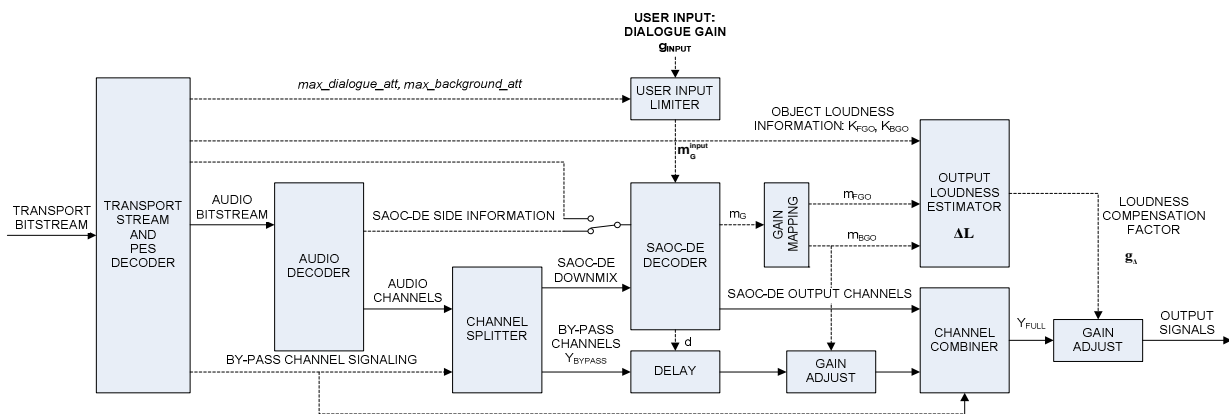 USER INPUT:
DIALOGUE GAIN
gINPUT
max_dialogue_att, max_background_att
USER INPUT
LIMITER
OBJECT LOUDNESS
INFORMATION: KFGO, KBGO
mGinput
TRANSPORT
BITSTREAM
TRANSPORT
STREAM
AND
PES
DECODER
AUDIO
BITSTREAM
AUDIO
DECODER
SAOC-DE SIDE INFORMATION
SAOC-DE
DECODER
mG
GAIN
MAPPING
mFGO
mBGO
OUTPUT
LOUDNESS
ESTIMATOR
ΔL
LOUDNESS
COMPENSATION
FACTOR
gΔ
AUDIO
CHANNELS
CHANNEL
SPLITTER
SAOC-DE
DOWNMIX
SAOC-DE OUTPUT CHANNELS
BY-PASS
CHANNELS
YBYPASS
d
DELAY
GAIN
ADJUST
CHANNEL
COMBINER
YFULL
GAIN
ADJUST
OUTPUT
SIGNALS
BY-PASS CHANNEL SIGNALING